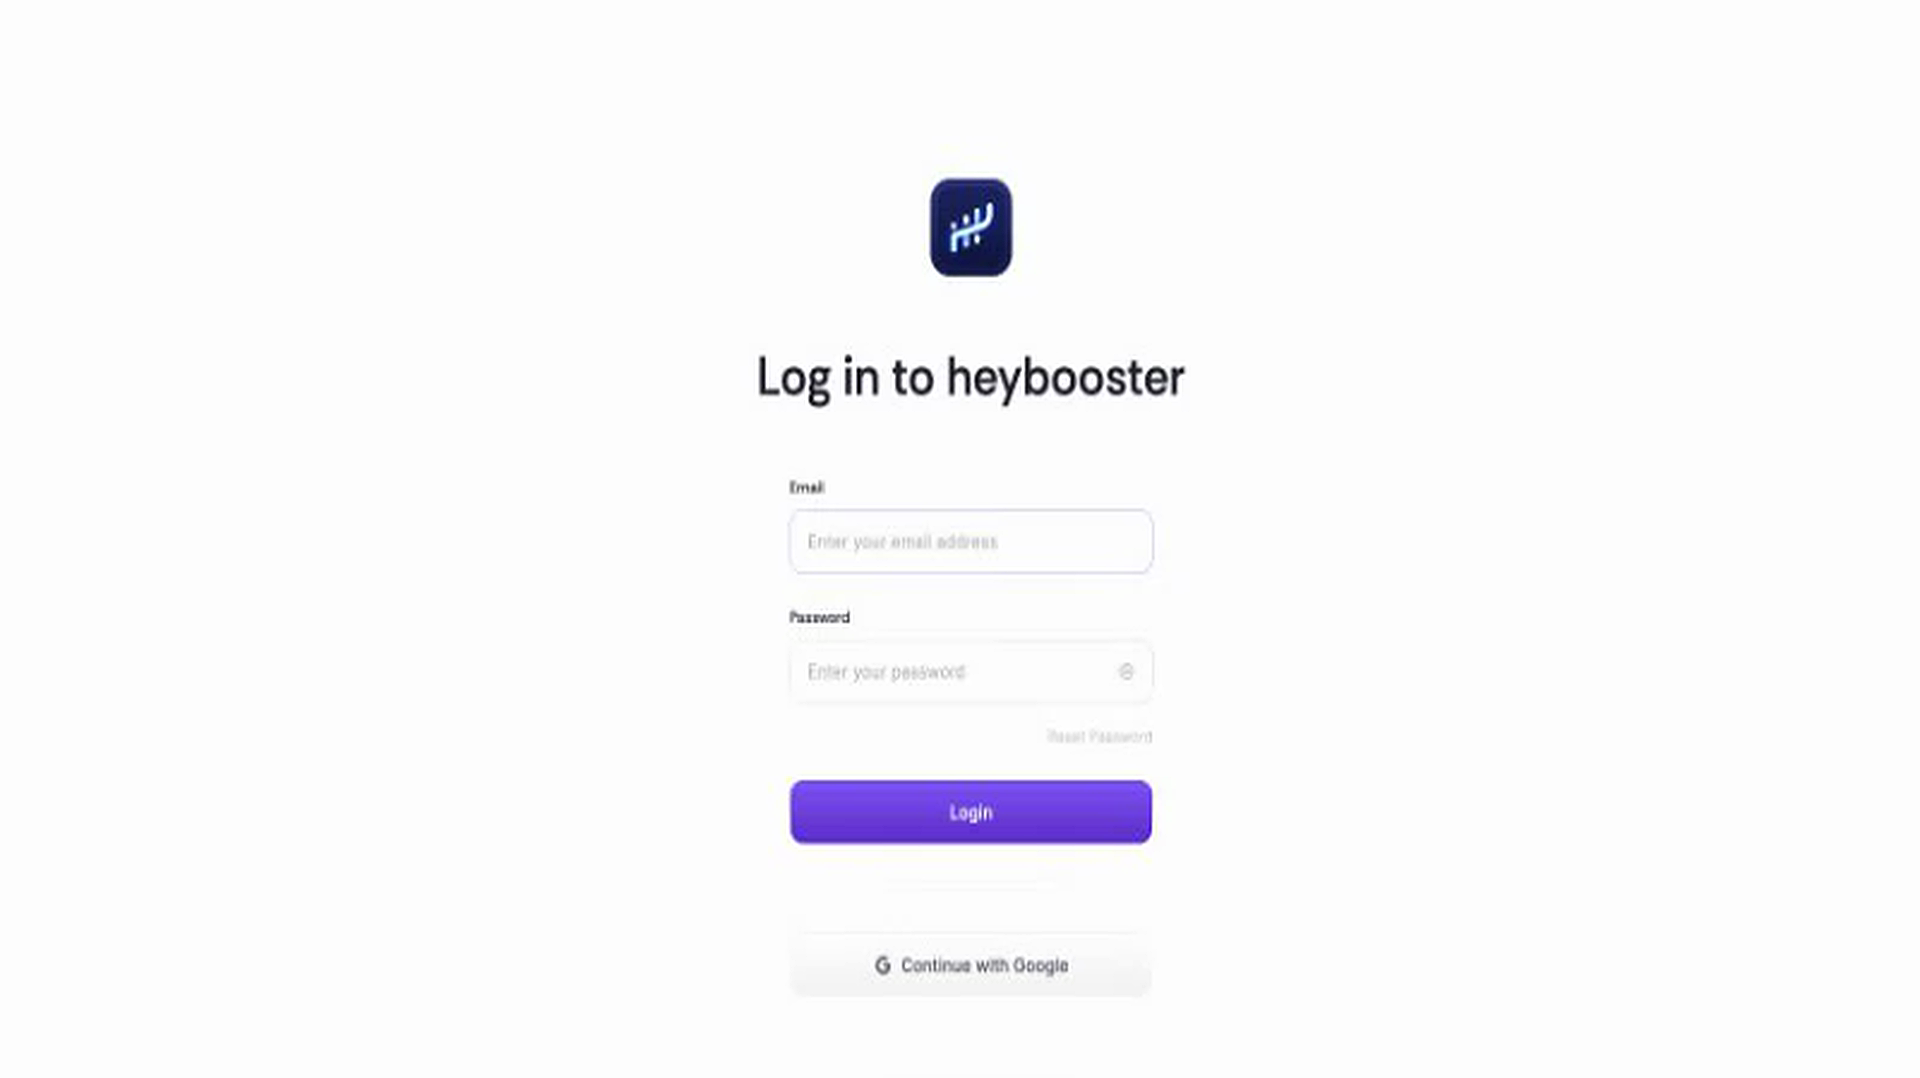 Log in to heybooster
Email
Enter your email address
Password
Enter your password
Reset Password
Login
Continue with Google